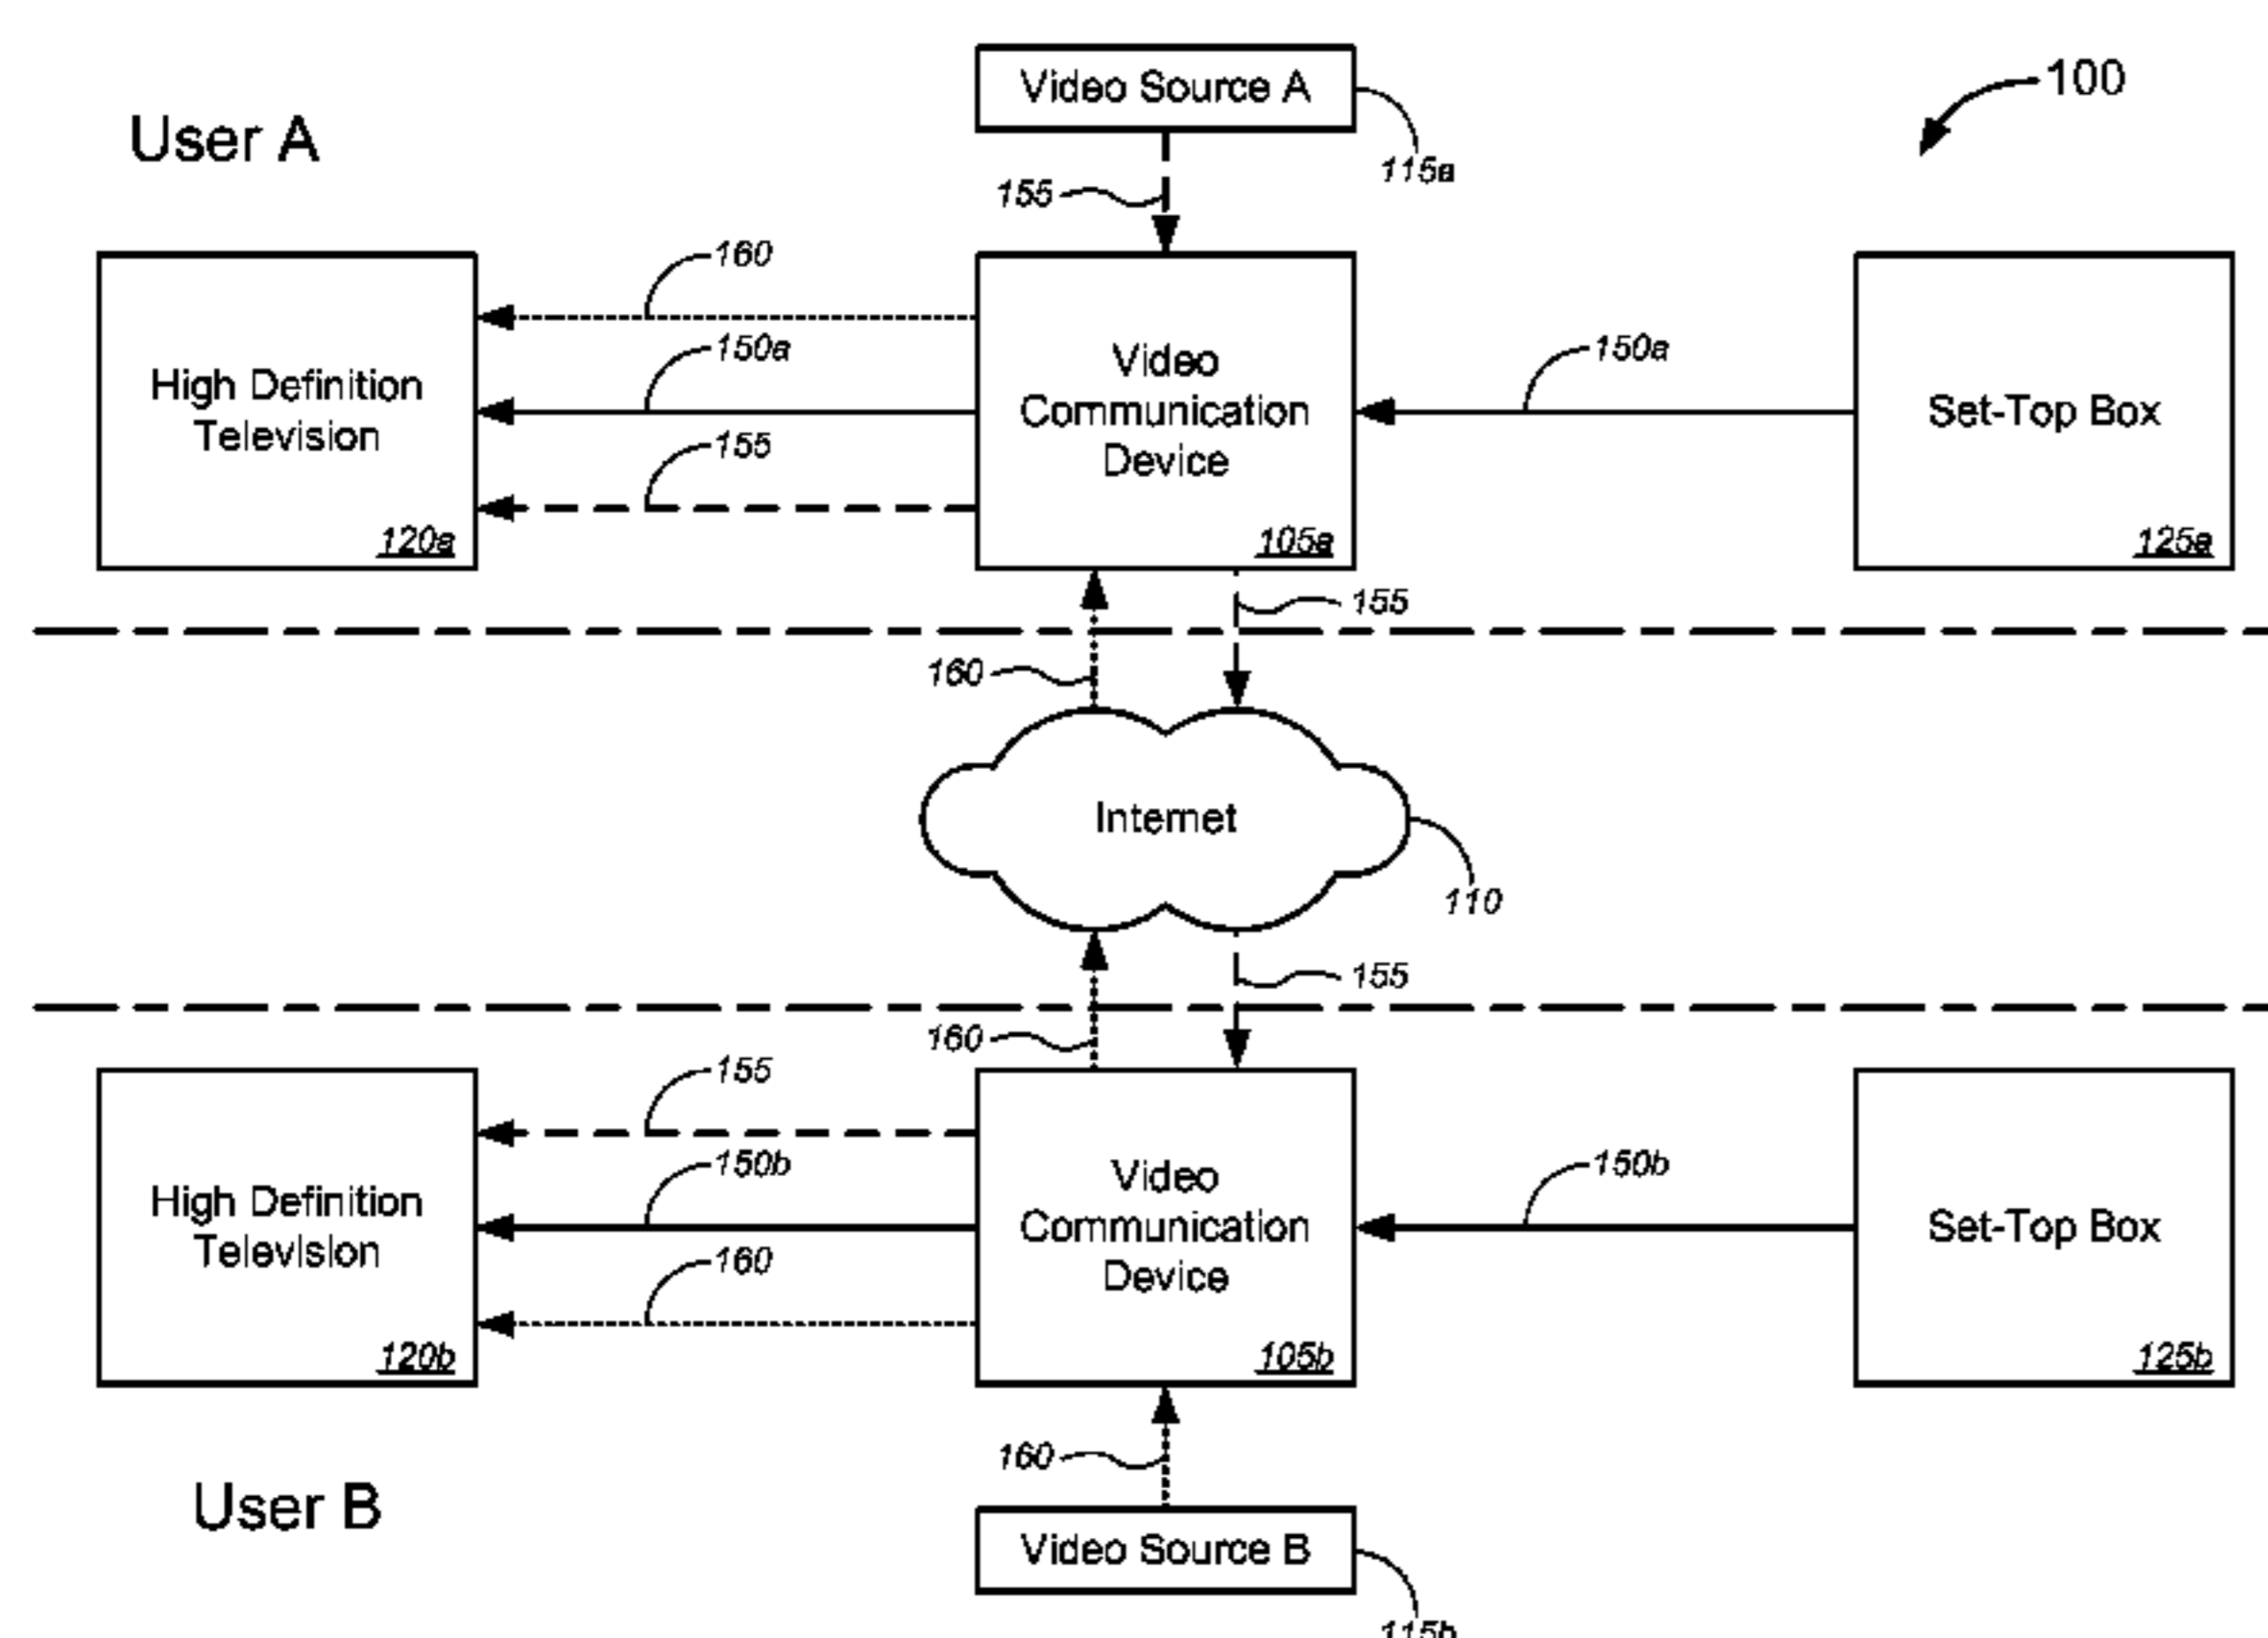 Video Source A
100
User A
115a
155
160
High Definition
Television
120a
150a
155
Video
Communication
Device
105a
150a
Set-Top Box
125a
155
160
Internet
110
155
160
155
High Definition
Television
120b
150b
160
Video
Communication
Device
105b
150b
Set-Top Box
125b
160
User B
Video Source B
115b